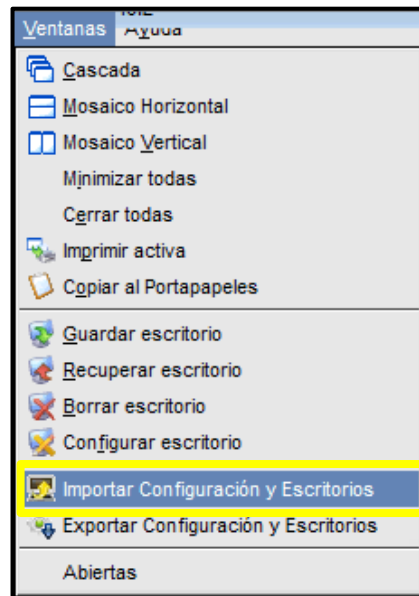 Ventanas Ayuda
Cascada
Mosaico Horizontal
Mosaico Vertical
Minimizar todas
Cerrar todas
Imprimir activa
Copiar al Portapapeles
Guardar escritorio
Recuperar escritorio
Borrar escritorio
Configurar escritorio
Importar Configuración y Escritorios
Exportar Configuración y Escritorios
Abiertas